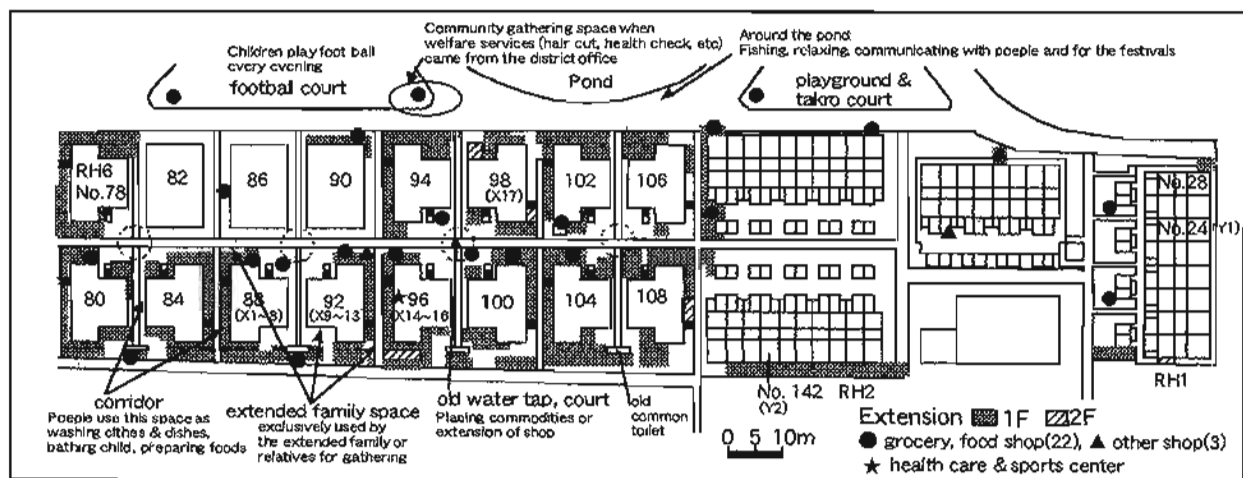 Community gathering space when
welfare services (hair cut, health check, etc)
came from the district office
Around the pond
Fishing, relaxing, communicating with poeple and for the festivals
Children play foot ball
every evening
football court
Pond
playground &
takro court
RH6
No.78
82
86
90
94
98
(X17)
102
106
No.28
No.24 (Y1)
80
84
88
(X1~8)
92
(X9~13)
96
(X14~16)
100
104
108
corridor
Poeple use this space as
washing clthes & dishes,
bathing child, preparing foods
extended family space
exclusively used by
the extended family or
relatives for gathering
old water tap, court
Placing commodities or
extension of shop
old
common
toilet
No. 142
(Y2)
RH2
RH1
0 5 10m
Extension 1F 2F
grocery, food shop(22), other shop(3)
health care & sports center